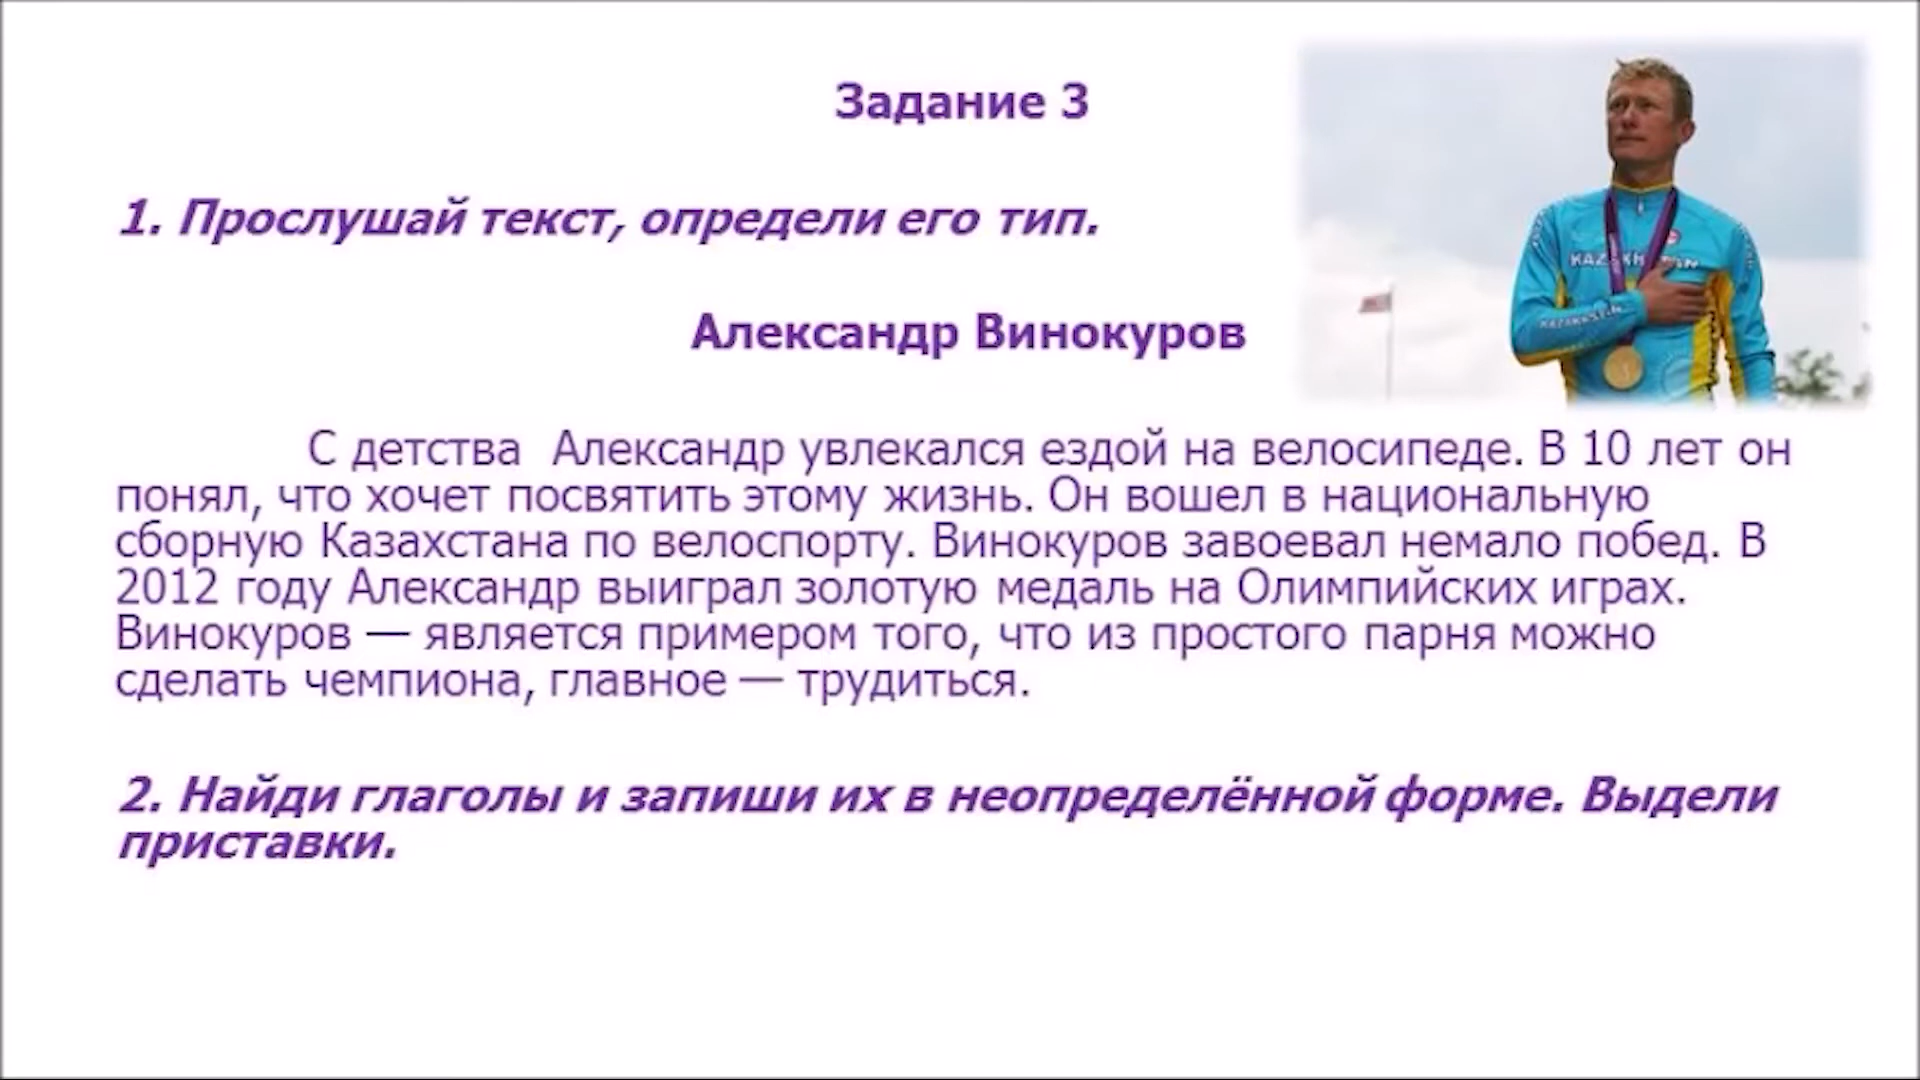 Задание 3
1. Прослушай текст, определи его тип.
Александр Винокуров
KAZAKHSTAN
KAZAKHSTAN
С детства Александр увлекался ездой на велосипеде. В 10 лет он
понял, что хочет посвятить этому жизнь. Он вошел в национальную
сборную Казахстана по велоспорту. Винокуров завоевал немало побед. В
2012 году Александр выиграл золотую медаль на Олимпийских играх.
Винокуров — является примером того, что из простого парня можно
сделать чемпиона, главное — трудиться.
2. Найди глаголы и запиши их в неопределённой форме. Выдели
приставки.